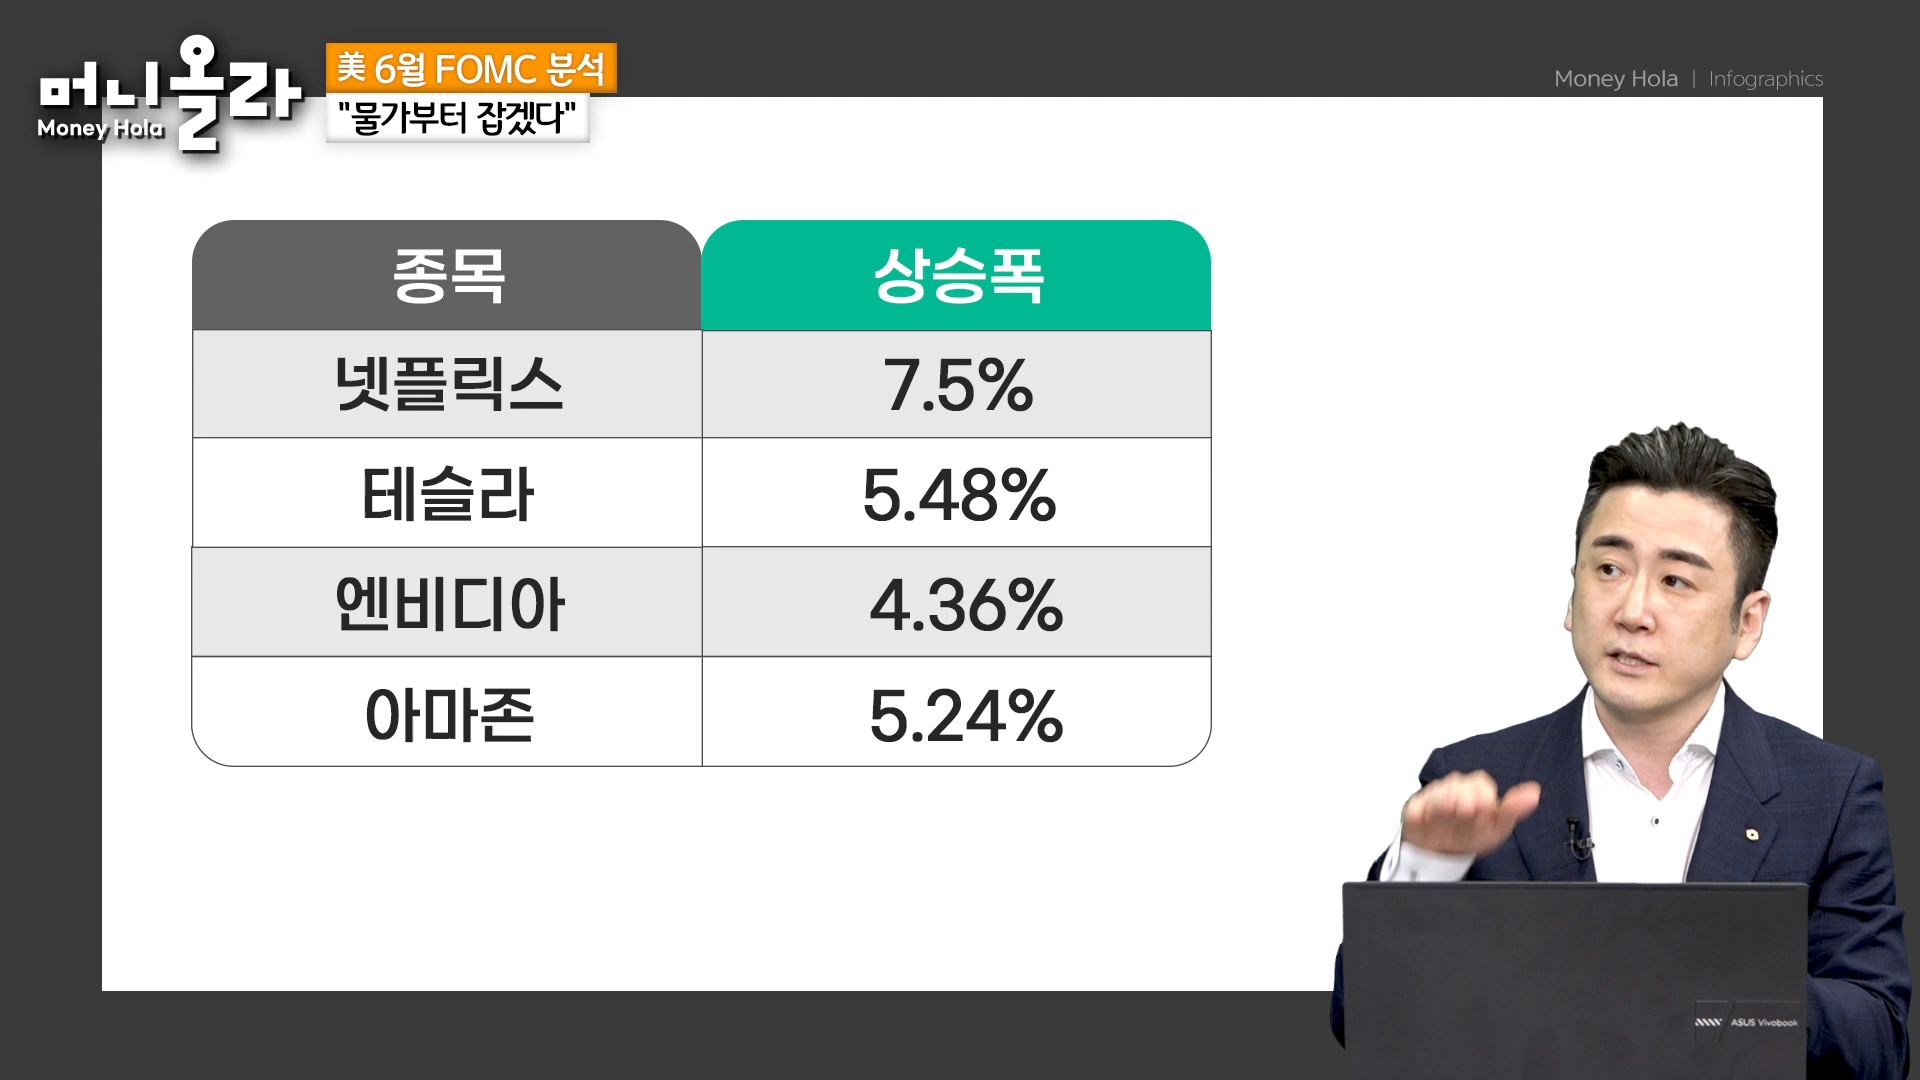 머니올라
Money Hola
美 6월 FOMC 분석
"물가부터 잡겠다"
Money Hola | Infographics
종목 상승폭
넷플릭스 7.5%
테슬라 5.48%
엔비디아 4.36%
아마존 5.24%
ASUS Vivobook